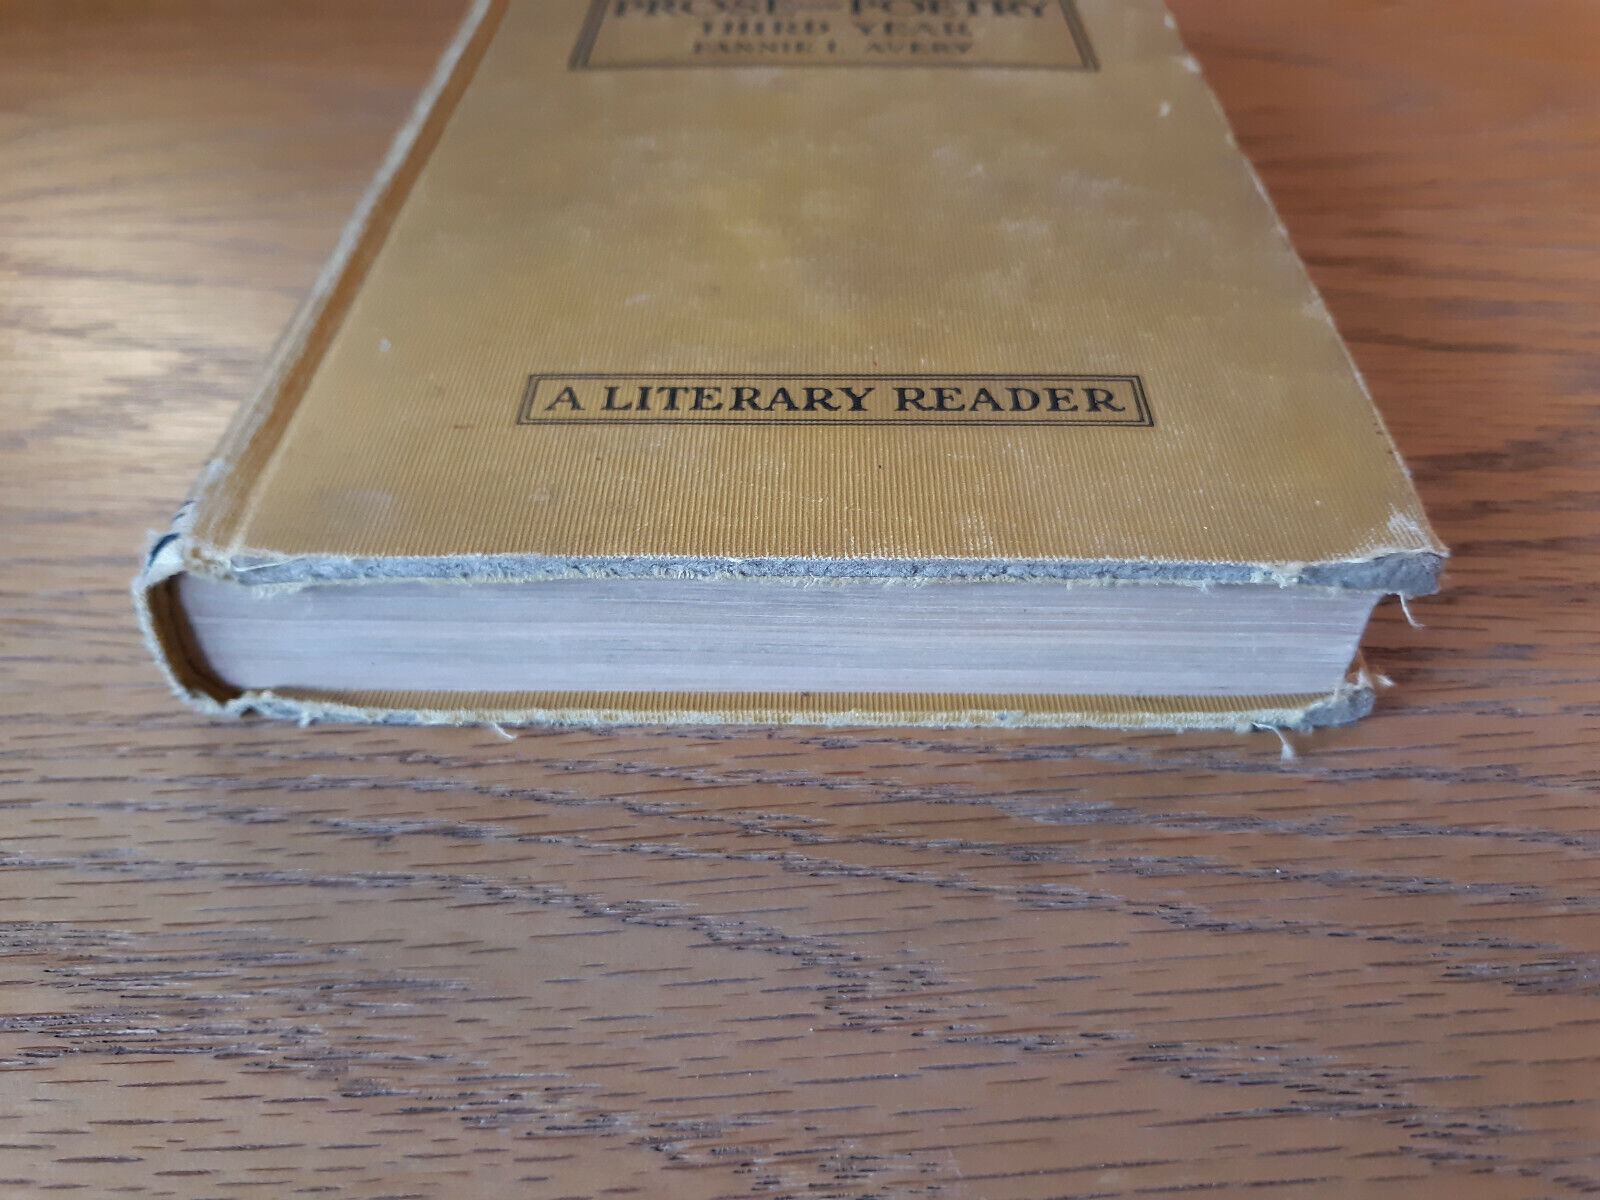 PROSE AND POETRY
THIRD YEAR
FANNIE L. AVERY
A LITERARY READER